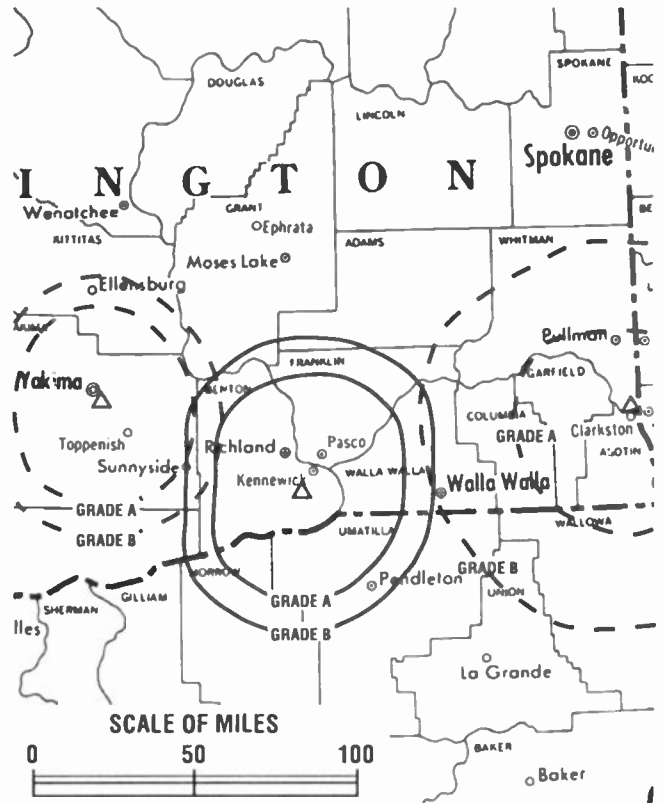 SPOKANE
DOUGLAS
LINCOLN
Opportu
Spokane
INGTON
Wenatchee
GRANT
Ephrata
KITTITAS
ADAMS
WHITMAN
Moses Lake
Ellensburg
Pullman
FRANKLIN
GARFIELD
Yakima
BENTON
COLUMBIA
Clarkston
Toppenish
Richland
Pasco
GRADE A
ASOTIN
Sunnyside
Kennewick
WALLA WALLA
Walla Walla
GRADE A
UMATILLA
WALLOWA
GRADE B
MORROW
GRADE B
Pendleton
GILLIAM
UNION
SHERMAN
GRADE A
lles
GRADE B
La Grande
SCALE OF MILES
BAKER
0 50 100
Baker